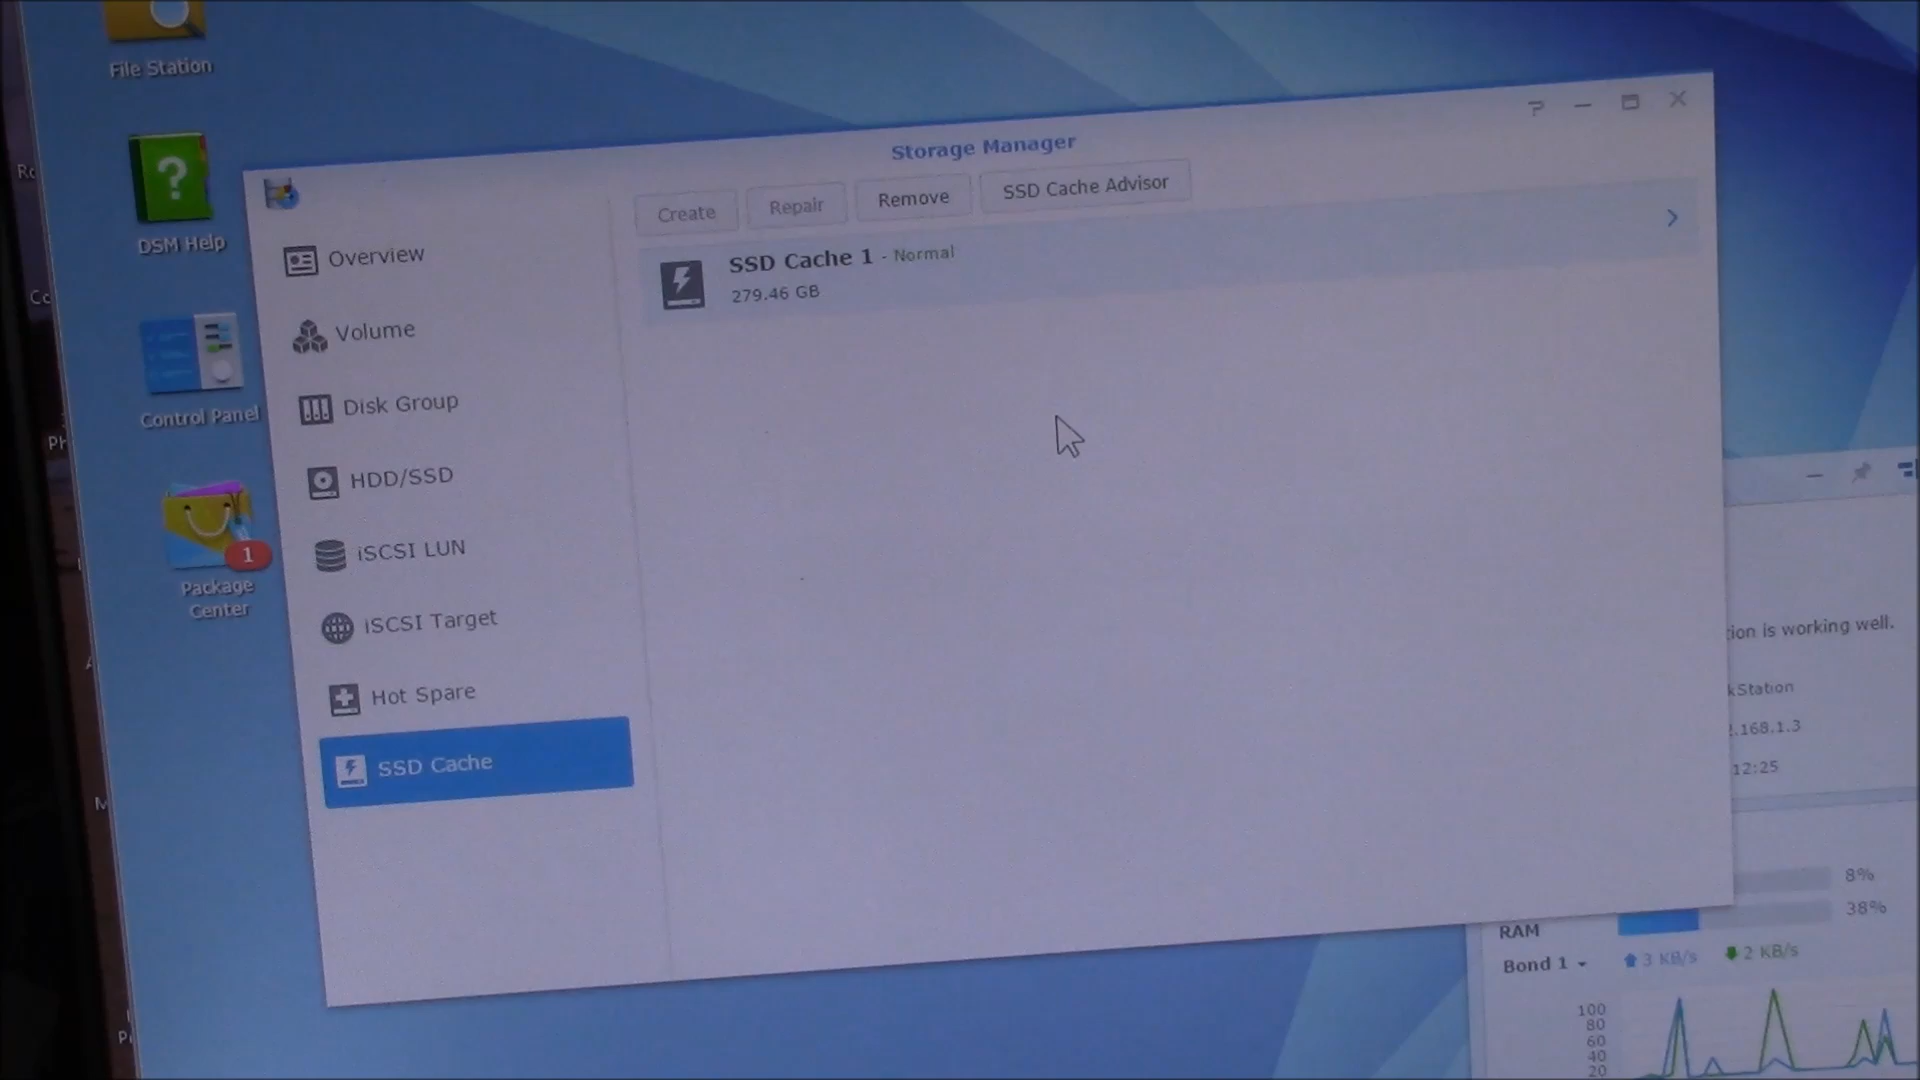 File Station
DSM Help
Control Panel
1
Package
Center
Storage Manager
Create
Repair
Remove
SSD Cache Advisor
Overview
Volume
Disk Group
HDD/SSD
iSCSI LUN
iSCSI Target
Hot Spare
SSD Cache
SSD Cache 1 - Normal
279.46 GB
tion is working well.
kStation
.168.1.3
12:25
8%
38%
RAM
Bond 1
3 KB/s
2 KB/s
100
80
60
40
20